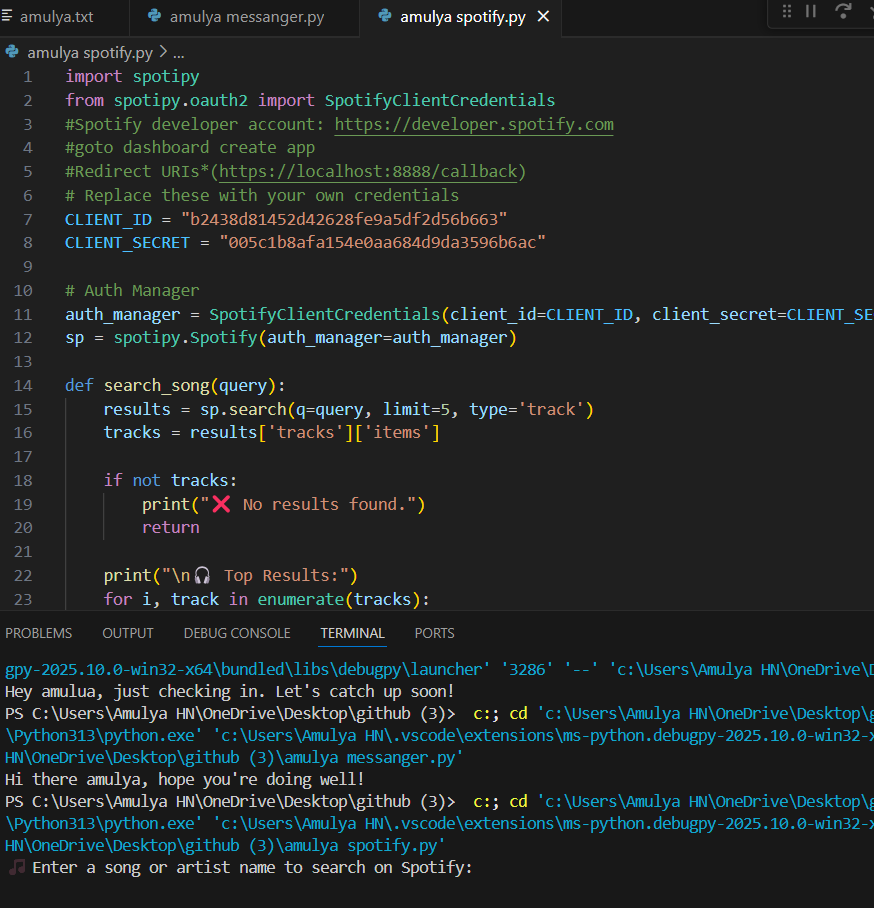 amulya.txt
amulya messanger.py
amulya spotify.py
amulya spotify.py > ...
1 import spotipy
2 from spotipy.oauth2 import SpotifyClientCredentials
3 #Spotify developer account: https://developer.spotify.com
4 #goto dashboard create app
5 #Redirect URIs*(https://localhost:8888/callback)
6 # Replace these with your own credentials
7 CLIENT_ID = "b2438d81452d42628fe9a5df2d56b663"
8 CLIENT_SECRET = "005c1b8afa154e0aa684d9da3596b6ac"
9
10 # Auth Manager
11 auth_manager = SpotifyClientCredentials(client_id=CLIENT_ID, client_secret=CLIENT_SE
12 sp = spotipy.Spotify(auth_manager=auth_manager)
13
14 def search_song(query):
15     results = sp.search(q=query, limit=5, type='track')
16     tracks = results['tracks']['items']
17
18     if not tracks:
19         print("❌ No results found.")
20         return
21
22     print("\n🎧 Top Results:")
23     for i, track in enumerate(tracks):
PROBLEMS OUTPUT DEBUG CONSOLE TERMINAL PORTS
gpy-2025.10.0-win32-x64\bundled\libs\debugpy\launcher' '3286' '--' 'c:\Users\Amulya HN\OneDrive\D
Hey amulua, just checking in. Let's catch up soon!
PS C:\Users\Amulya HN\OneDrive\Desktop\github (3)>  c:; cd 'c:\Users\Amulya HN\OneDrive\Desktop\g
\Python313\python.exe' 'c:\Users\Amulya HN\.vscode\extensions\ms-python.debugpy-2025.10.0-win32-x
HN\OneDrive\Desktop\github (3)\amulya messanger.py'
Hi there amulya, hope you're doing well!
PS C:\Users\Amulya HN\OneDrive\Desktop\github (3)>  c:; cd 'c:\Users\Amulya HN\OneDrive\Desktop\g
\Python313\python.exe' 'c:\Users\Amulya HN\.vscode\extensions\ms-python.debugpy-2025.10.0-win32-x
HN\OneDrive\Desktop\github (3)\amulya spotify.py'
🎵 Enter a song or artist name to search on Spotify: